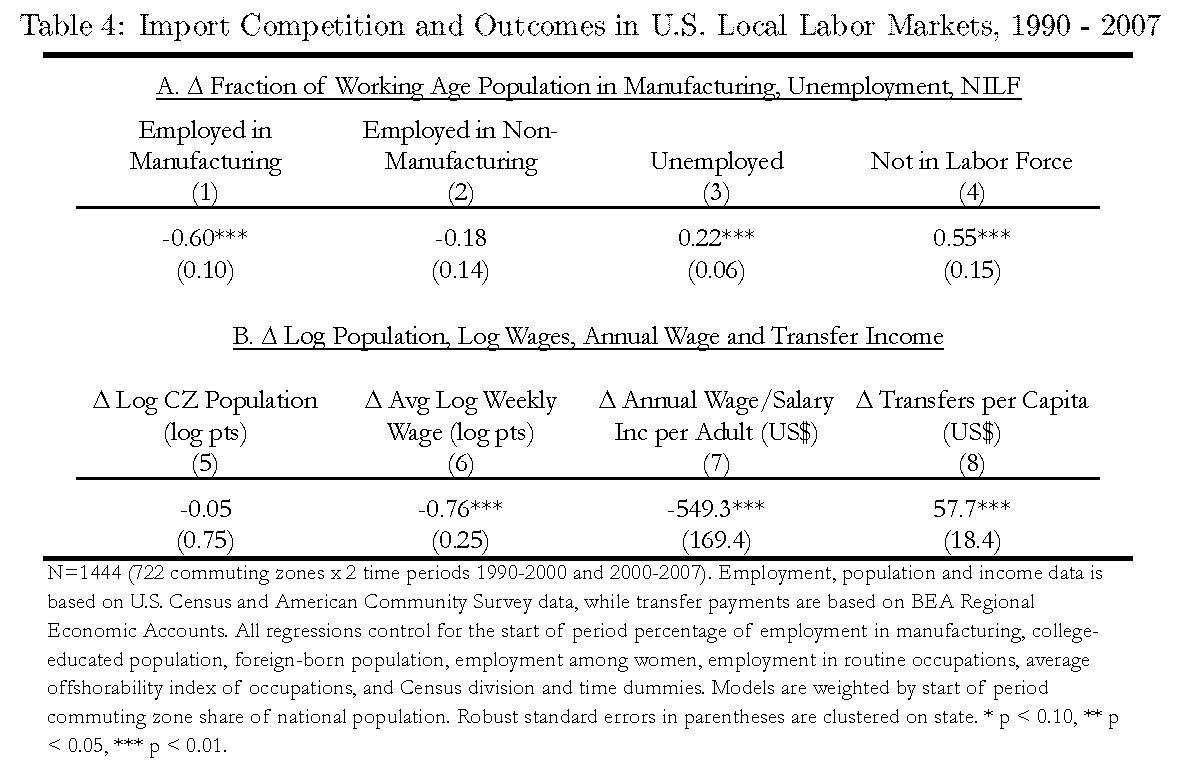 Table 4: Import Competition and Outcomes in U.S. Local Labor Markets, 1990 - 2007
A. Δ Fraction of Working Age Population in Manufacturing, Unemployment, NILF
Employed in Manufacturing Employed in Non-Manufacturing Unemployed Not in Labor Force
(1) (2) (3) (4)
-0.60*** -0.18 0.22*** 0.55***
(0.10) (0.14) (0.06) (0.15)
B. Δ Log Population, Log Wages, Annual Wage and Transfer Income
Δ Log CZ Population Δ Avg Log Weekly Δ Annual Wage/Salary Δ Transfers per Capita
(log pts) Wage (log pts) Inc per Adult (US$) (US$)
(5) (6) (7) (8)
-0.05 -0.76*** -549.3*** 57.7***
(0.75) (0.25) (169.4) (18.4)
N=1444 (722 commuting zones x 2 time periods 1990-2000 and 2000-2007). Employment, population and income data is
based on U.S. Census and American Community Survey data, while transfer payments are based on BEA Regional
Economic Accounts. All regressions control for the start of period percentage of employment in manufacturing, college-
educated population, foreign-born population, employment among women, employment in routine occupations, average
offshorability index of occupations, and Census division and time dummies. Models are weighted by start of period
commuting zone share of national population. Robust standard errors in parentheses are clustered on state. * p < 0.10, ** p
< 0.05, *** p < 0.01.